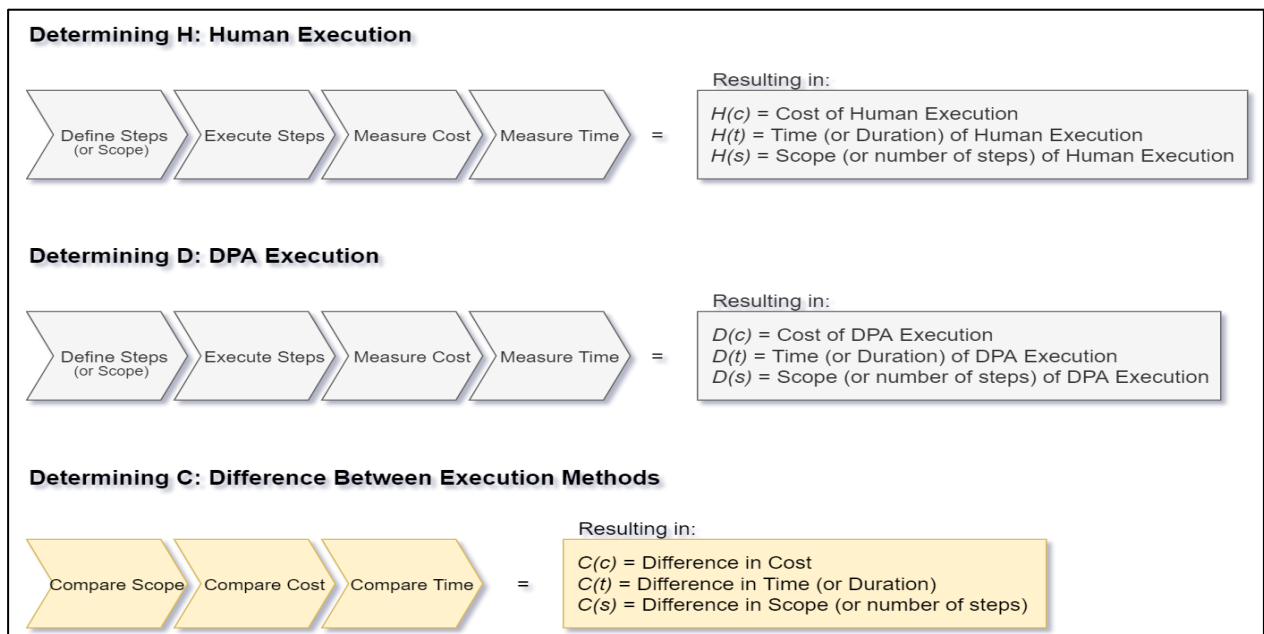 Determining H: Human Execution
Resulting in:
Define Steps
(or Scope)
Execute Steps
Measure Cost
Measure Time
=
H(c) = Cost of Human Execution
H(t) = Time (or Duration) of Human Execution
H(s) = Scope (or number of steps) of Human Execution
Determining D: DPA Execution
Resulting in:
Define Steps
(or Scope)
Execute Steps
Measure Cost
Measure Time
=
D(c) = Cost of DPA Execution
D(t) = Time (or Duration) of DPA Execution
D(s) = Scope (or number of steps) of DPA Execution
Determining C: Difference Between Execution Methods
Resulting in:
Compare Scope
Compare Cost
Compare Time
=
C(c) = Difference in Cost
C(t) = Difference in Time (or Duration)
C(s) = Difference in Scope (or number of steps)